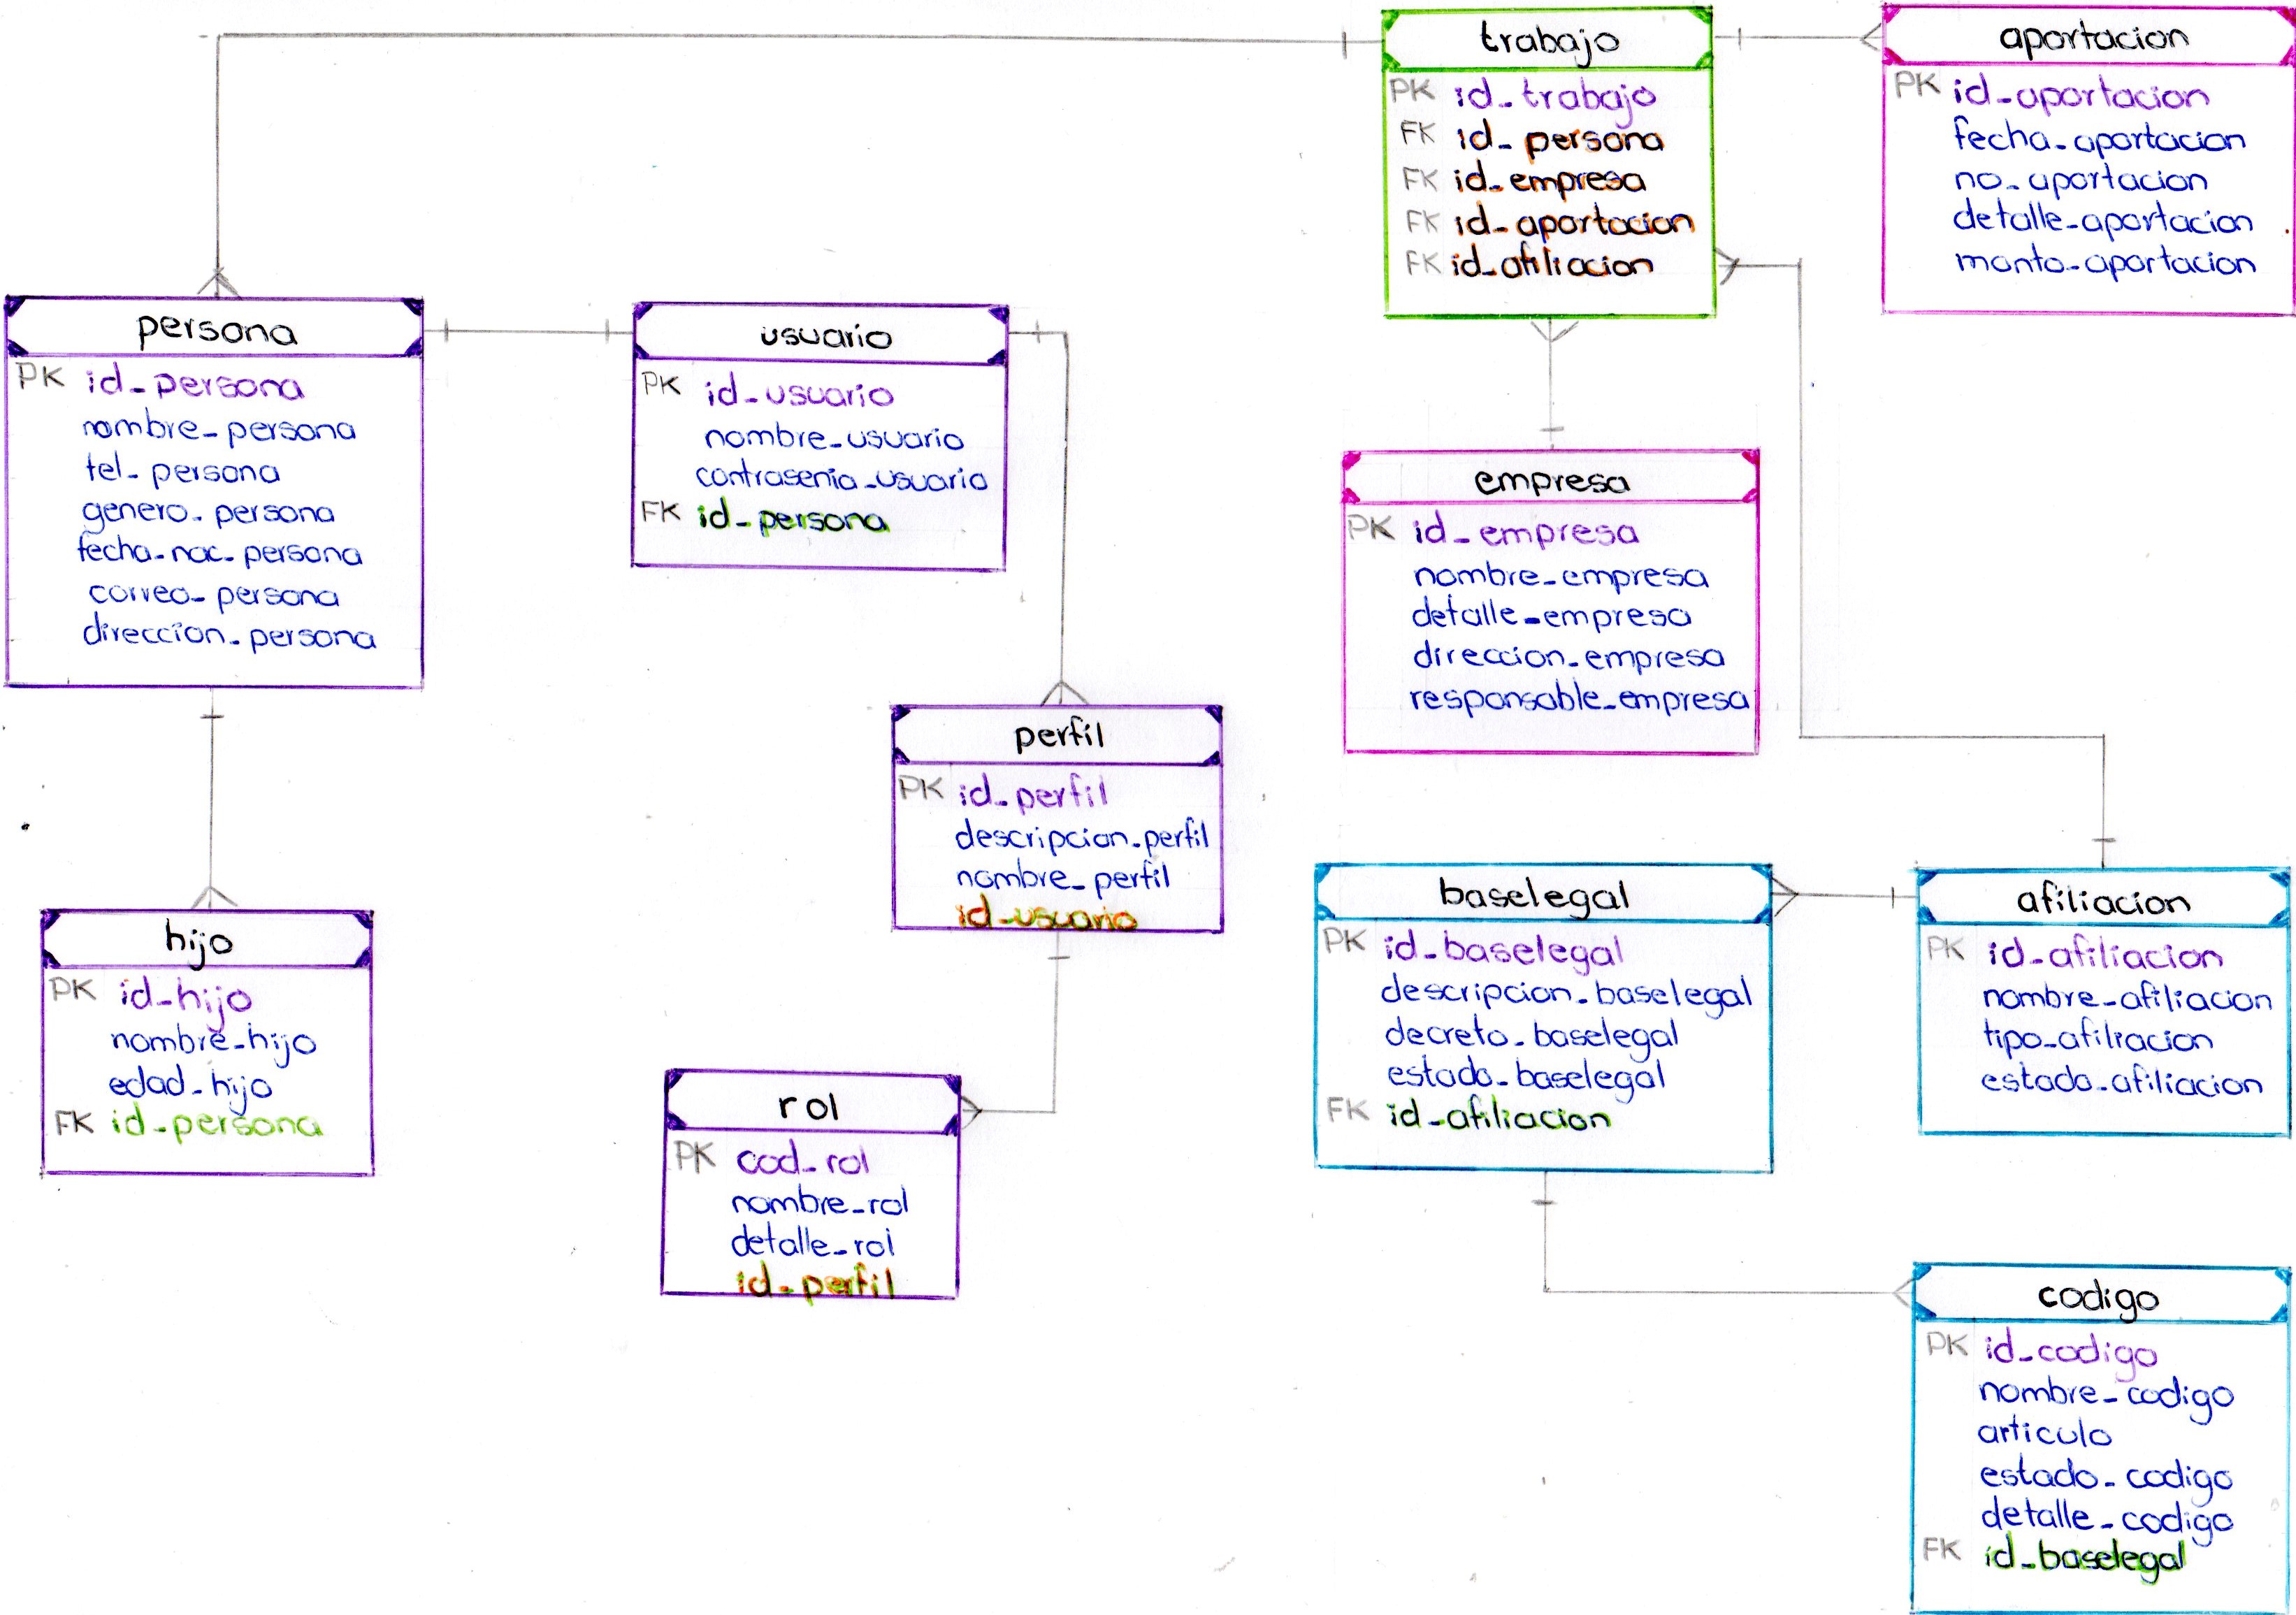 trabajo
PK id_trabajo
FK id_persona
FK id_empresa
FK id_aportacion
FK id_afiliacion
aportacion
PK id_aportacion
fecha_aportacion
no_aportacion
detalle_aportacion
monto_aportacion
persona
PK id_persona
nombre_persona
tel_persona
genero_persona
fecha_nac_persona
correo_persona
direccion_persona
usuario
PK id_usuario
nombre_usuario
contrasenia_usuario
FK id_persona
empresa
PK id_empresa
nombre_empresa
detalle_empresa
direccion_empresa
responsable_empresa
perfil
PK id_perfil
descripcion_perfil
nombre_perfil
id_usuario
hijo
PK id_hijo
nombre_hijo
edad_hijo
FK id_persona
rol
PK cod_rol
nombre_rol
detalle_rol
id_perfil
baselegal
PK id_baselegal
descripcion_baselegal
decreto_baselegal
estado_baselegal
FK id_afiliacion
afiliacion
PK id_afiliacion
nombre_afiliacion
tipo_afiliacion
estado_afiliacion
codigo
PK id_codigo
nombre_codigo
articulo
estado_codigo
detalle_codigo
FK id_baselegal